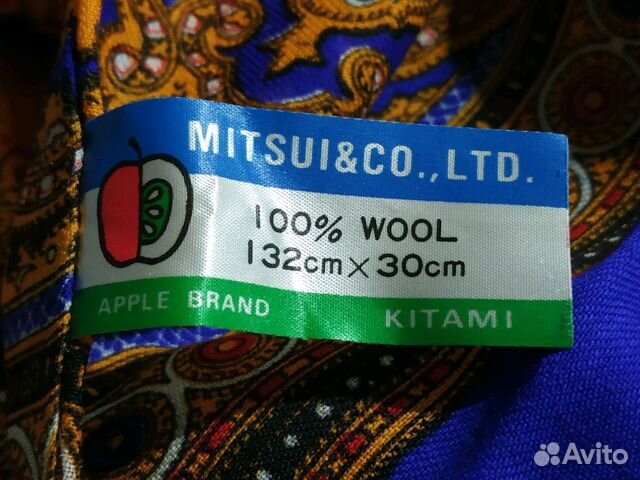 MITSUI&CO.,LTD.
100% WOOL
132cm×30cm
APPLE BRAND KITAMI
Avito